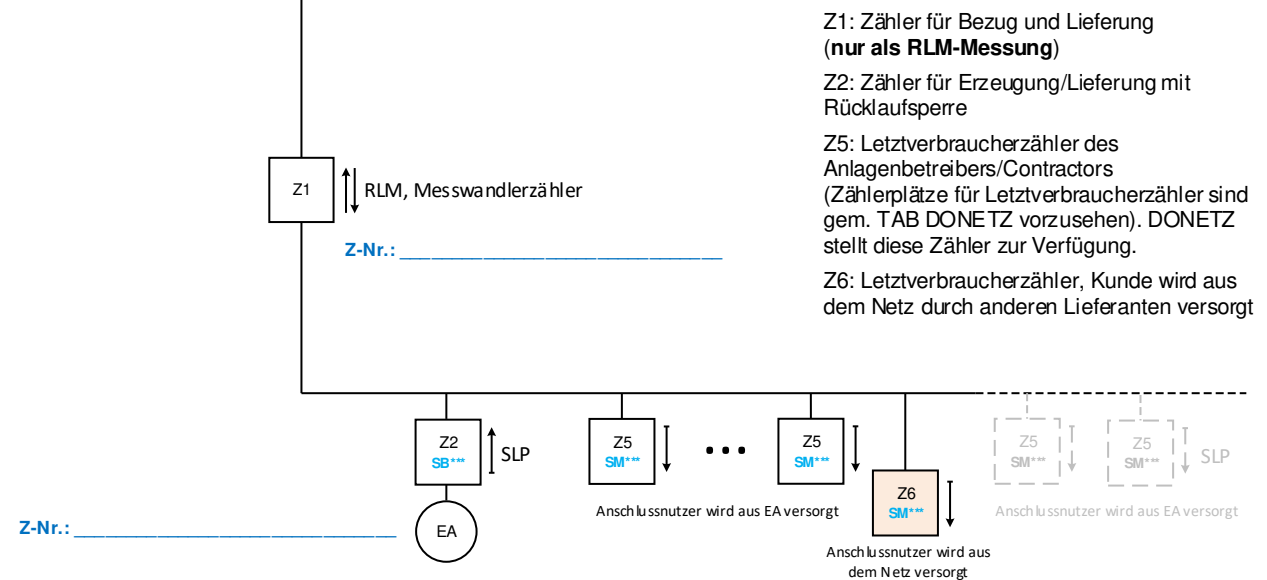 Z1: Zähler für Bezug und Lieferung
(nur als RLM-Messung)
Z2: Zähler für Erzeugung/Lieferung mit
Rücklaufsperre
Z5: Letztverbraucherzähler des
Anlagenbetreibers/Contractors
(Zählerplätze für Letztverbraucherzähler sind
gem. TAB DONETZ vorzusehen). DONETZ
stellt diese Zähler zur Verfügung.
Z6: Letztverbraucherzähler, Kunde wird aus
dem Netz durch anderen Lieferanten versorgt
Z1
RLM, Messwandlerzähler
Z-Nr.: _______________________________
Z2
SB***
SLP
Z5
SM***
...
Z5
SM***
Z5
SM***
Z5
SM***
SLP
Z6
SM***
Anschlussnutzer wird aus EA versorgt
Anschlussnutzer wird aus EA versorgt
Z-Nr.: _______________________________
EA
Anschlussnutzer wird aus
dem Netz versorgt